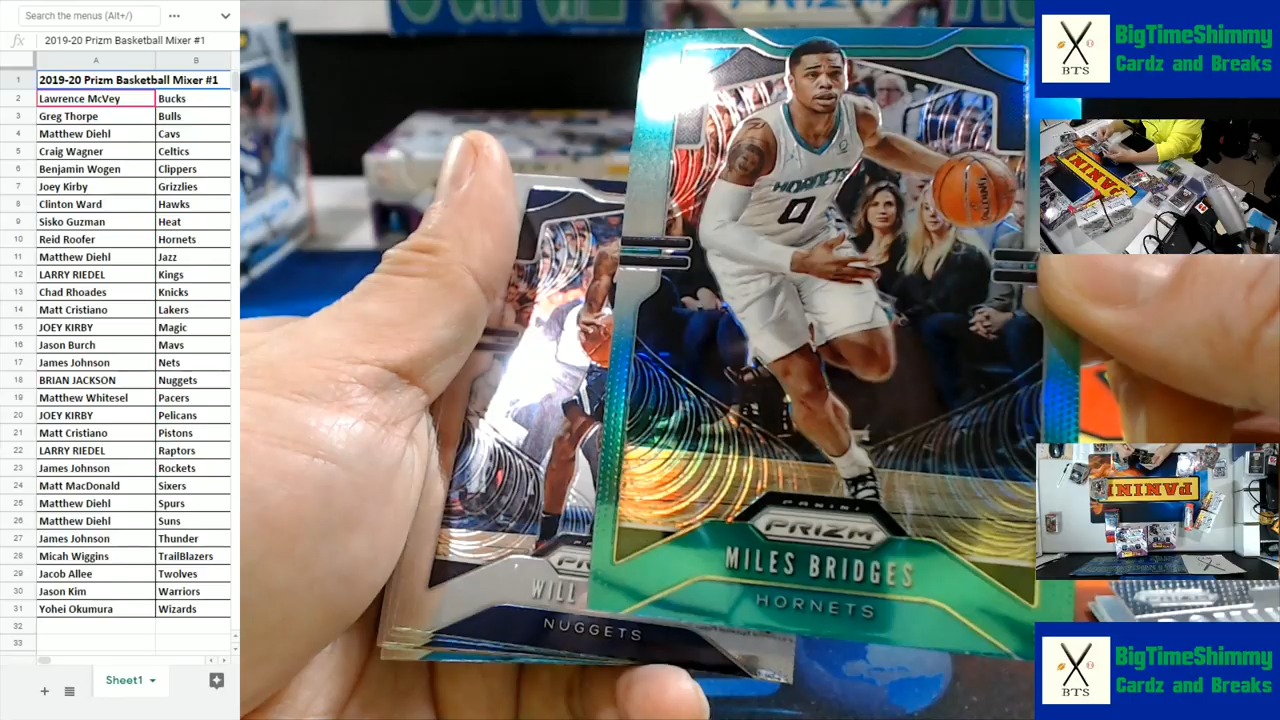 Search the menus (Alt+/)
fx 2019-20 Prizm Basketball Mixer #1
A B
1 2019-20 Prizm Basketball Mixer #1
2 Lawrence McVey Bucks
3 Greg Thorpe Bulls
4 Matthew Diehl Cavs
5 Craig Wagner Celtics
6 Benjamin Wogen Clippers
7 Joey Kirby Grizzlies
8 Clinton Ward Hawks
9 Sisko Guzman Heat
10 Reid Roofer Hornets
11 Matthew Diehl Jazz
12 LARRY RIEDEL Kings
13 Chad Rhoades Knicks
14 Matt Cristiano Lakers
15 JOEY KIRBY Magic
16 Jason Burch Mavs
17 James Johnson Nets
18 BRIAN JACKSON Nuggets
19 Matthew Whitesel Pacers
20 JOEY KIRBY Pelicans
21 Matt Cristiano Pistons
22 LARRY RIEDEL Raptors
23 James Johnson Rockets
24 Matt MacDonald Sixers
25 Matthew Diehl Spurs
26 Matthew Diehl Suns
27 James Johnson Thunder
28 Micah Wiggins TrailBlazers
29 Jacob Allee Twolves
30 Jason Kim Warriors
31 Yohei Okumura Wizards
32
33
Sheet1
HORNETS
0
SPALDING
PANINI
PRIZM
MILES BRIDGES
HORNETS
WILL
NUGGETS
BTS
BigTimeShimmy
Cardz and Breaks
PANINI
PANINI
BTS
BigTimeShimmy
Cardz and Breaks